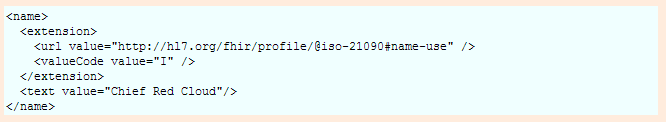 <name>
  <extension>
    <url value="http://hl7.org/fhir/profile/@iso-21090#name-use" />
    <valueCode value="I" />
  </extension>
  <text value="Chief Red Cloud"/>
</name>